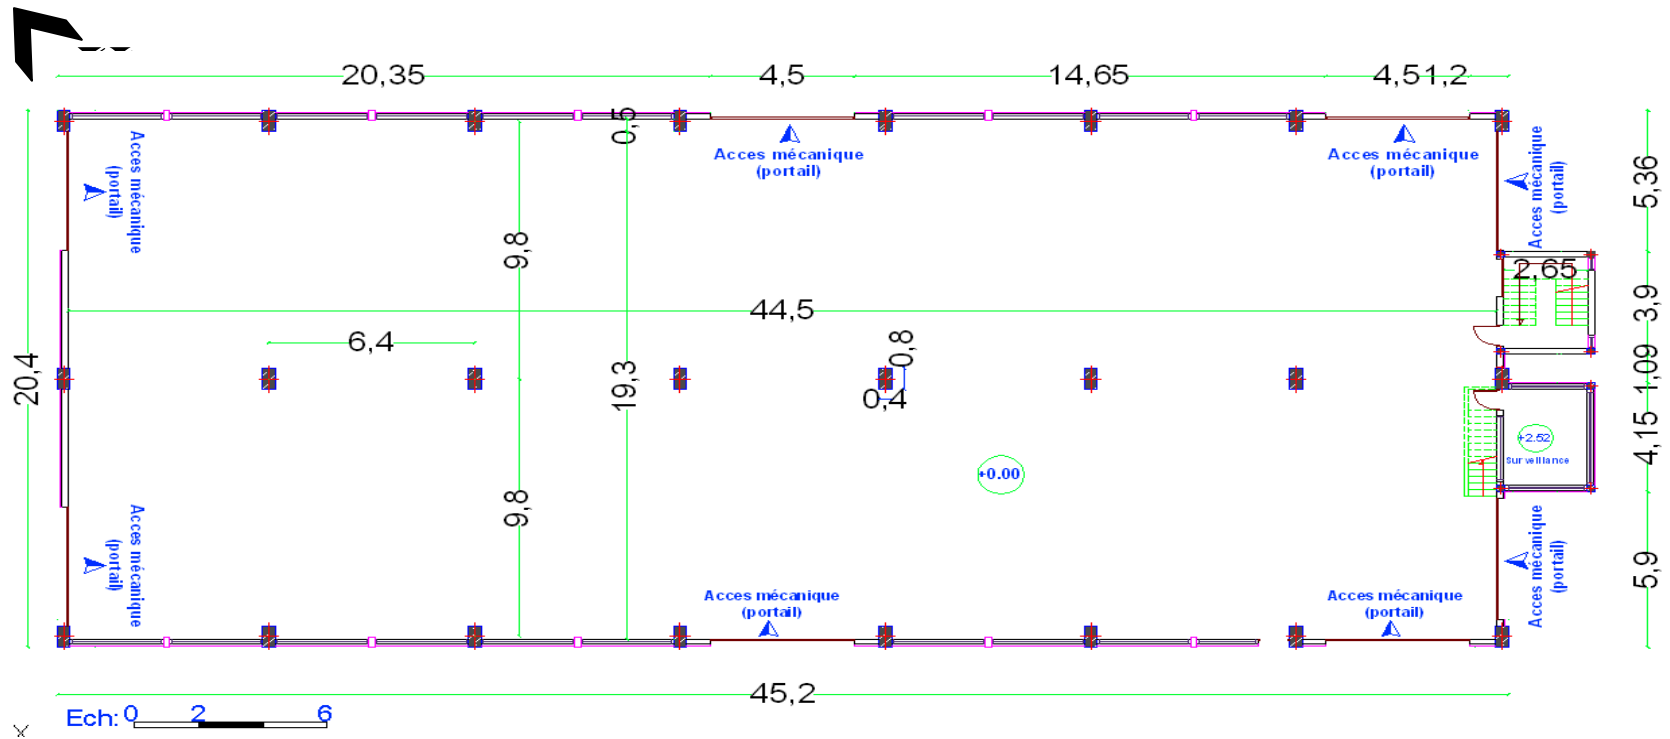 20,35
4,5
14,65
4,51,2
0,5
Acces mécanique
(portail)
Acces mécanique
(portail)
Acces mécanique
(portail)
Acces mécanique
(portail)
5,36
9,8
2,65
44,5
3,9
6,4
0,8
20,4
19,3
1,09
0,4
4,15
+2.52
Surveillance
+0.00
9,8
Acces mécanique
(portail)
Acces mécanique
(portail)
5,9
Acces mécanique
(portail)
Acces mécanique
(portail)
45,2
Ech: 0 2 6
X